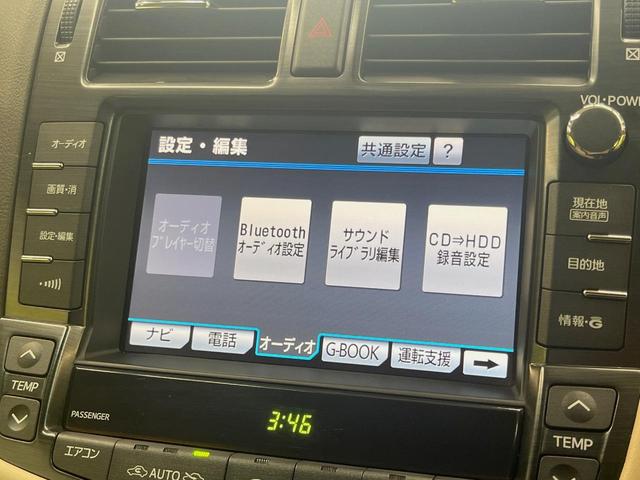 VOL・POW
オーディオ
画質・消
設定・編集
設定・編集
共通設定
?
オーディオ
プレイヤー切替
Bluetooth
オーディオ設定
サウンド
ライブラリ編集
CD⇒HDD
録音設定
ナビ
電話
オーディオ
G-BOOK
運転支援
➡
現在地
案内音声
目的地
情報・G
TEMP
PASSENGER
3:46
TEMP
エアコン
AUTO